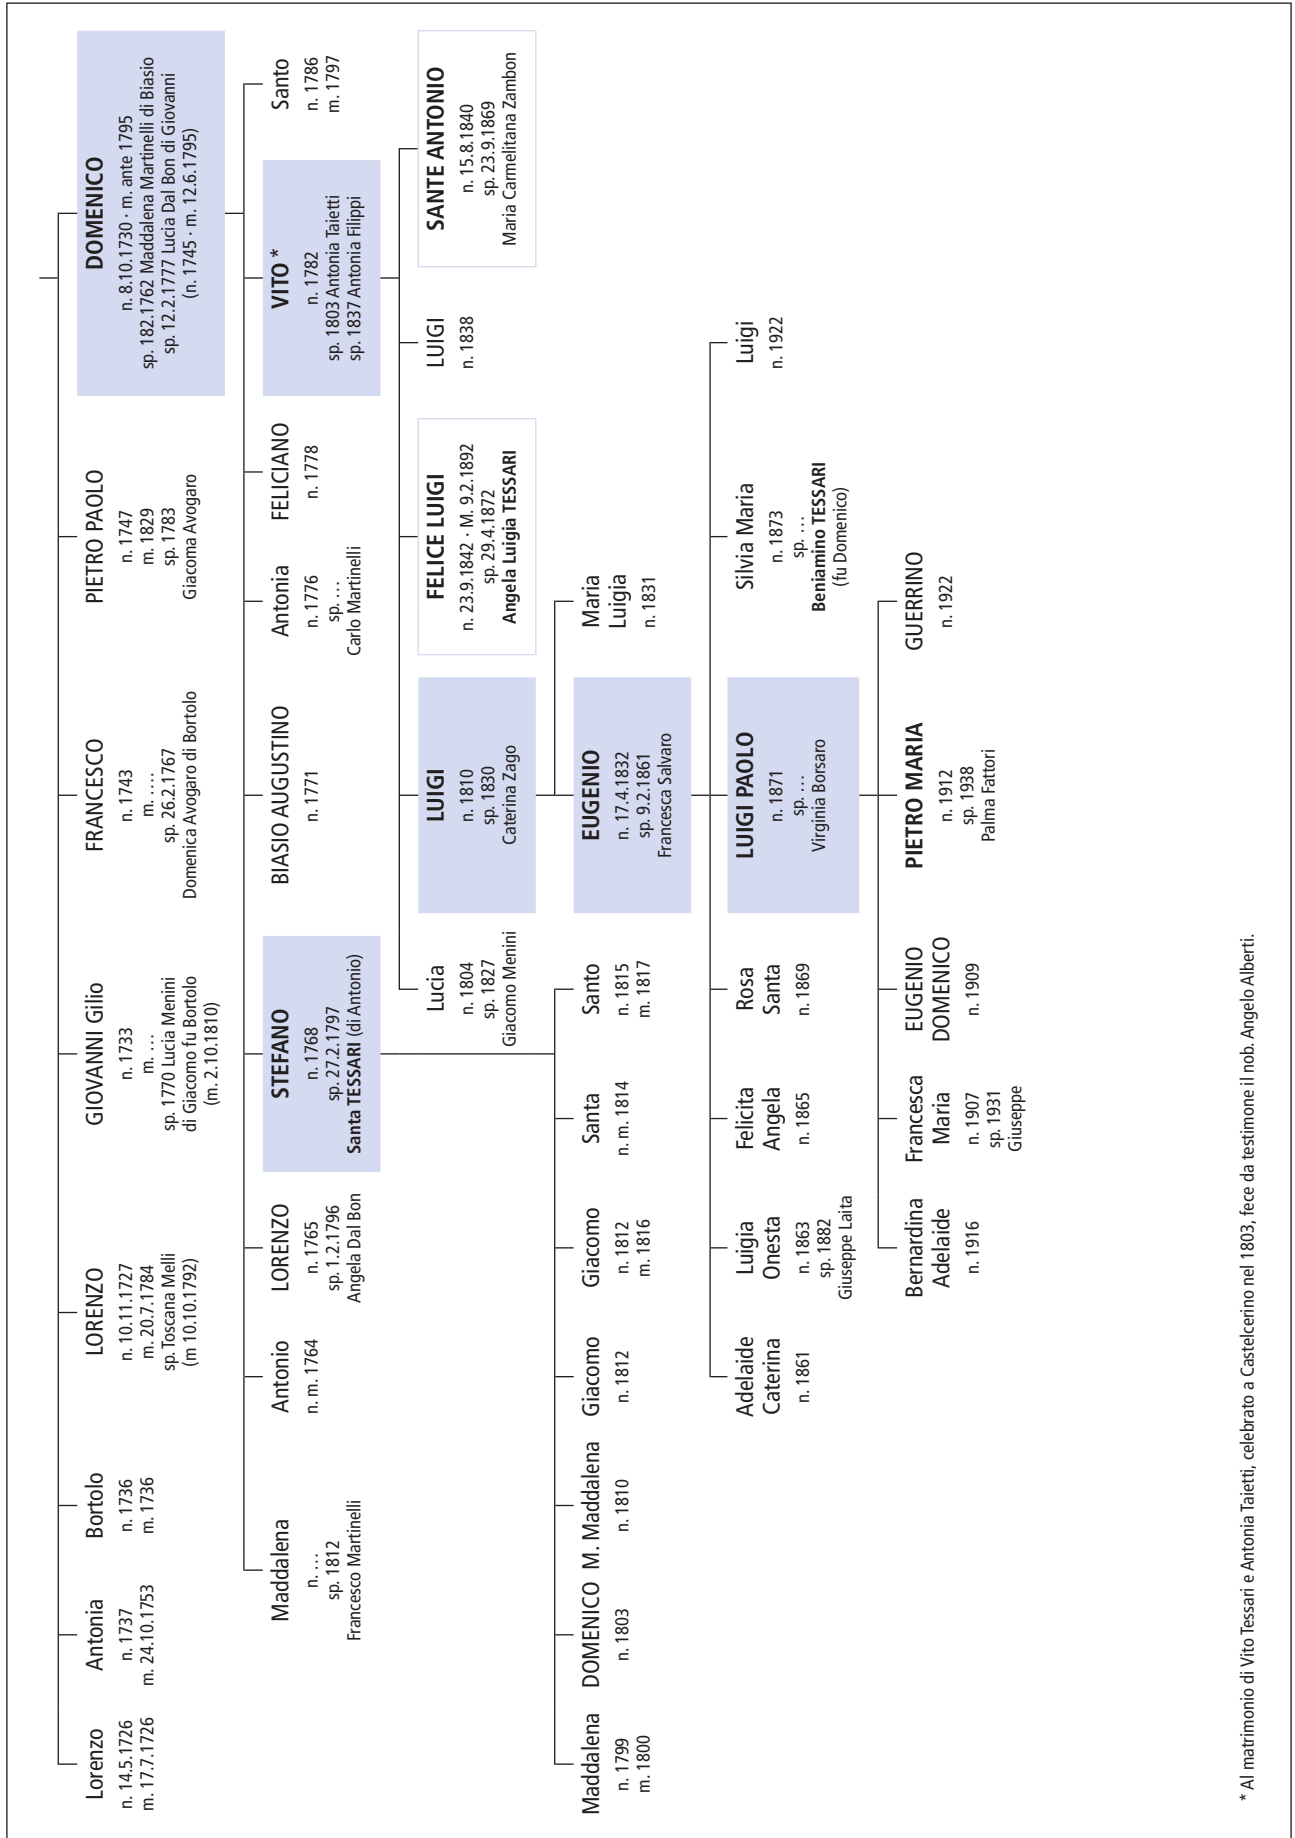 Lorenzo
n. 14.5.1726
m. 17.7.1726
Antonia
n. 1737
m. 24.10.1753
Bortolo
n. 1736
m. 1736
LORENZO
n. 10.11.1727
m. 20.7.1784
sp. Toscana Melli
(m 10.10.1792)
GIOVANNI Gilio
n. 1733
m. …
sp. 1770 Lucia Menini
di Giacomo fu Bortolo
(m. 2.10.1810)
FRANCESCO
n. 1743
m. ….
sp. 26.2.1767
Domenica Avogaro di Bortolo
PIETRO PAOLO
n. 1747
m. 1829
sp. 1783
Giacoma Avogaro
DOMENICO
n. 8.10.1730 · m. ante 1795
sp. 182.1762 Maddalena Martinelli di Biasio
sp. 12.2.1777 Lucia Dal Bon di Giovanni
(n. 1745 · m. 12.6.1795)
Maddalena
n. …
sp. 1812
Francesco Martinelli
Antonio
n. m. 1764
LORENZO
n. 1765
sp. 1.2.1796
Angela Dal Bon
STEFANO
n. 1768
sp. 27.2.1797
Santa TESSARI (di Antonio)
BIASIO AUGUSTINO
n. 1771
Antonia
n. 1776
sp. …
Carlo Martinelli
FELICIANO
n. 1778
VITO *
n. 1782
sp. 1803 Antonia Taietti
sp. 1837 Antonia Filippi
Santo
n. 1786
m. 1797
Lucia
n. 1804
sp. 1827
Giacomo Menini
LUIGI
n. 1810
sp. 1830
Caterina Zago
FELICE LUIGI
n. 23.9.1842 · M. 9.2.1892
sp. 29.4.1872
Angela Luigia TESSARI
LUIGI
n. 1838
SANTE ANTONIO
n. 15.8.1840
sp. 23.9.1869
Maria Carmelitana Zambon
Maddalena
n. 1799
m. 1800
DOMENICO
n. 1803
M. Maddalena
n. 1810
Giacomo
n. 1812
Giacomo
n. 1812
m. 1816
Santa
n. m. 1814
Santo
n. 1815
m. 1817
EUGENIO
n. 17.4.1832
sp. 9.2.1861
Francesca Salvaro
Maria
Luigia
n. 1831
Adelaide
Caterina
n. 1861
Luigia
Onesta
n. 1863
sp. 1882
Giuseppe Laita
Felicita
Angela
n. 1865
Rosa
Santa
n. 1869
LUIGI PAOLO
n. 1871
sp. …
Virginia Borsaro
Silvia Maria
n. 1873
sp. …
Beniamino TESSARI
(fu Domenico)
Luigi
n. 1922
Bernardina
Adelaide
n. 1916
Francesca
Maria
n. 1907
sp. 1931
Giuseppe
EUGENIO
DOMENICO
n. 1909
PIETRO MARIA
n. 1912
sp. 1938
Palma Fattori
GUERRINO
n. 1922
* Al matrimonio di Vito Tessari e Antonia Taietti, celebrato a Castelcerino nel 1803, fece da testimone il nob. Angelo Alberti.